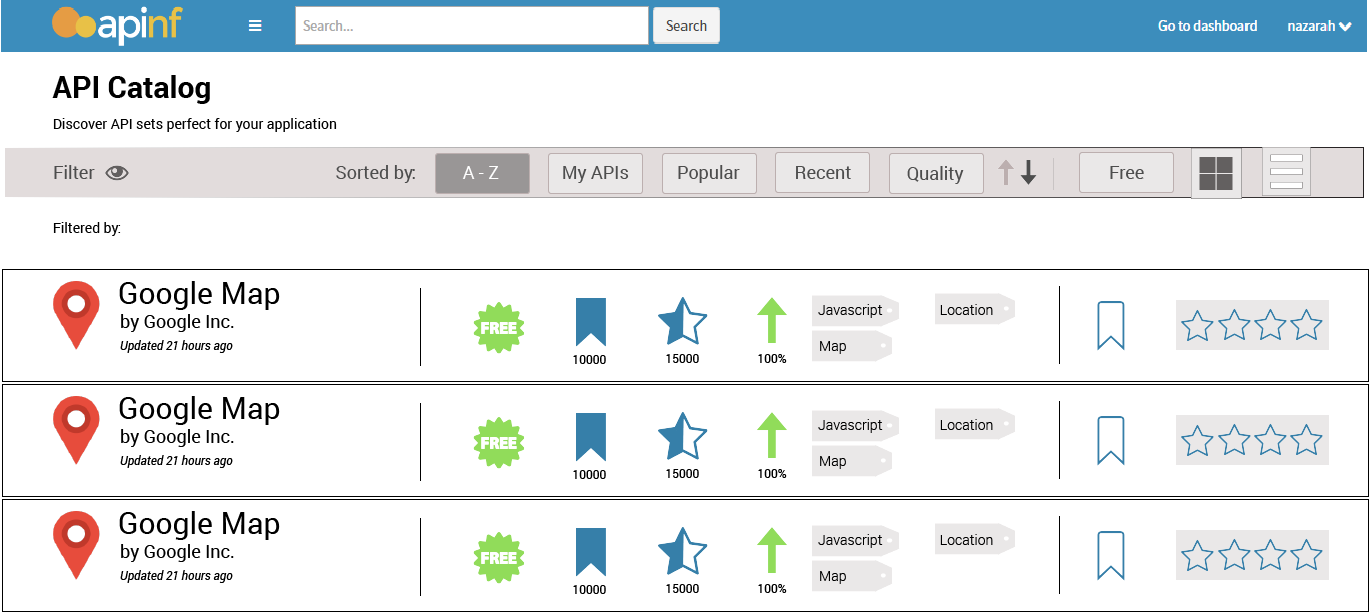 apinf
Search...
Search
Go to dashboard
nazarah
API Catalog
Discover API sets perfect for your application
Filter
Sorted by:
A - Z
My APIs
Popular
Recent
Quality
Free
Filtered by:
Google Map
by Google Inc.
Updated 21 hours ago
FREE
10000
15000
100%
Javascript
Location
Map
Google Map
by Google Inc.
Updated 21 hours ago
FREE
10000
15000
100%
Javascript
Location
Map
Google Map
by Google Inc.
Updated 21 hours ago
FREE
10000
15000
100%
Javascript
Location
Map